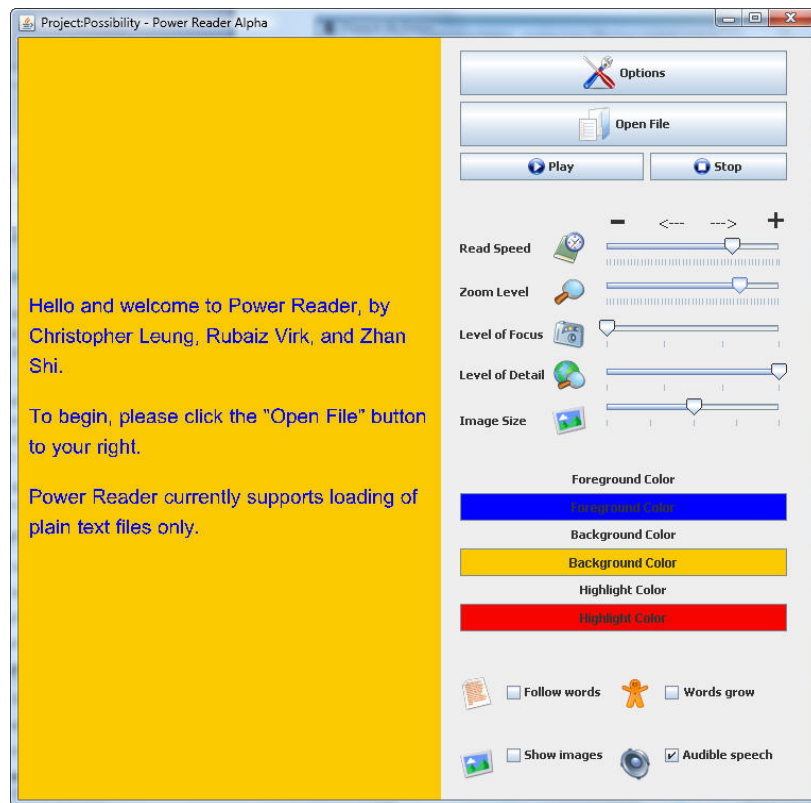 Project:Possibility - Power Reader Alpha
Hello and welcome to Power Reader, by
Christopher Leung, Rubaiz Virk, and Zhan
Shi.
To begin, please click the "Open File" button
to your right.
Power Reader currently supports loading of
plain text files only.
Options
Open File
Play
Stop
- <--- ---> +
Read Speed
Zoom Level
Level of Focus
Level of Detail
Image Size
Foreground Color
Foreground Color
Background Color
Background Color
Highlight Color
Highlight Color
Follow words
Words grow
Show images
Audible speech